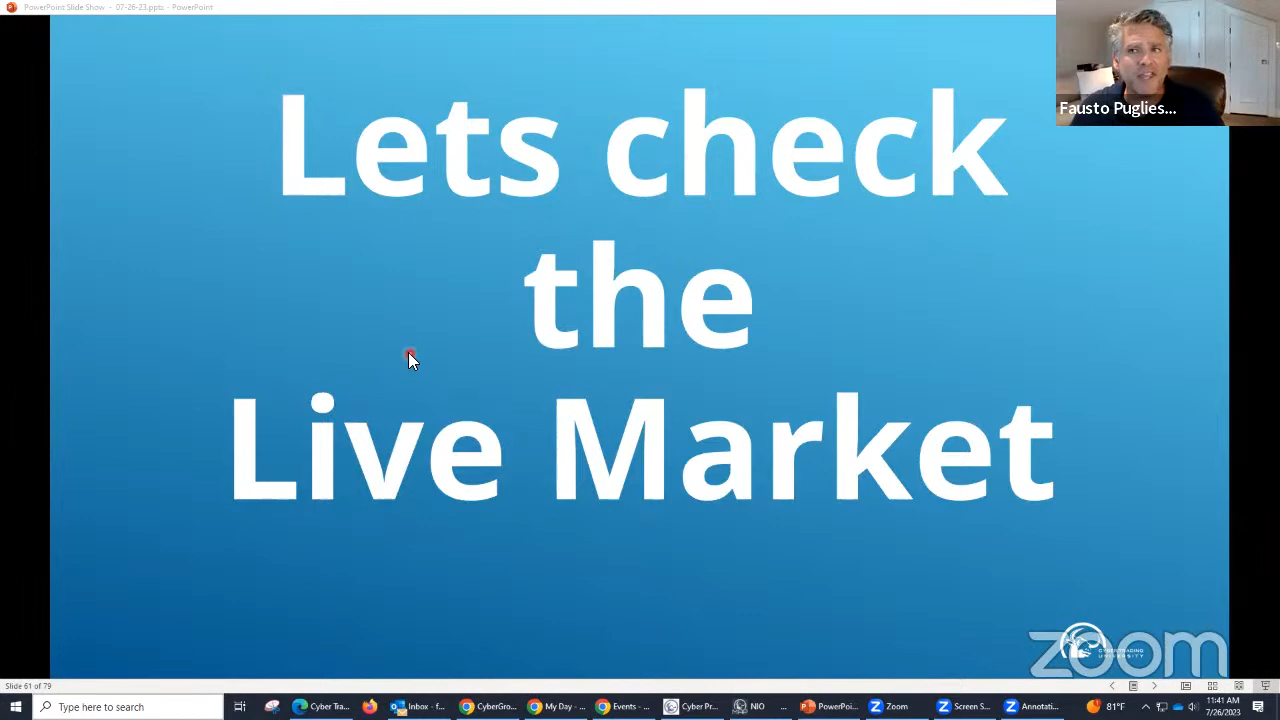 PowerPoint Slide Show - 07-26-23.pptx - PowerPoint
Fausto Puglies...
Lets check
the
Live Market
CYBERTRADING
UNIVERSITY
zoom
Slide 61 of 79
Type here to search
Cyber Tra...
Inbox - f...
CyberGro...
My Day - ...
Events - ...
Cyber Pr...
NIO ...
PowerPoi...
Zoom
Screen S...
Annotati...
81°F
11:41 AM
7/26/2023